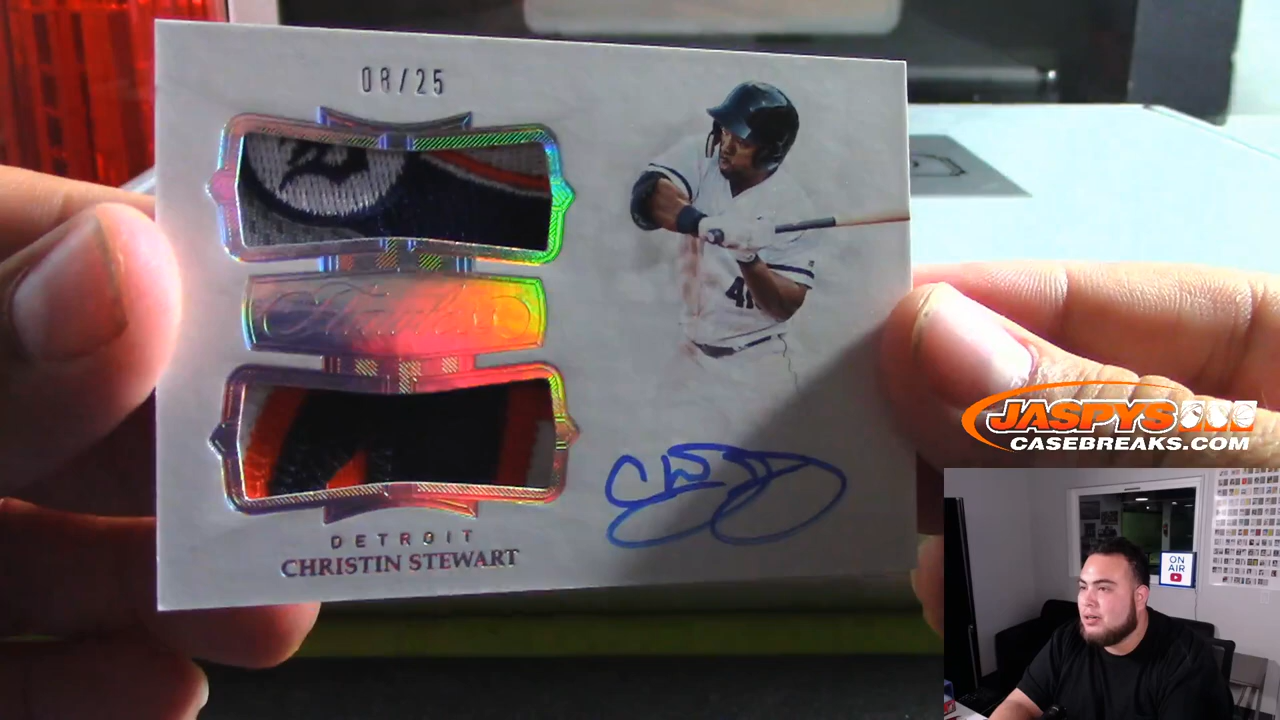 08/25
DETROIT
CHRISTIN STEWART
JASPYS
CASEBREAKS.COM
ON
AIR